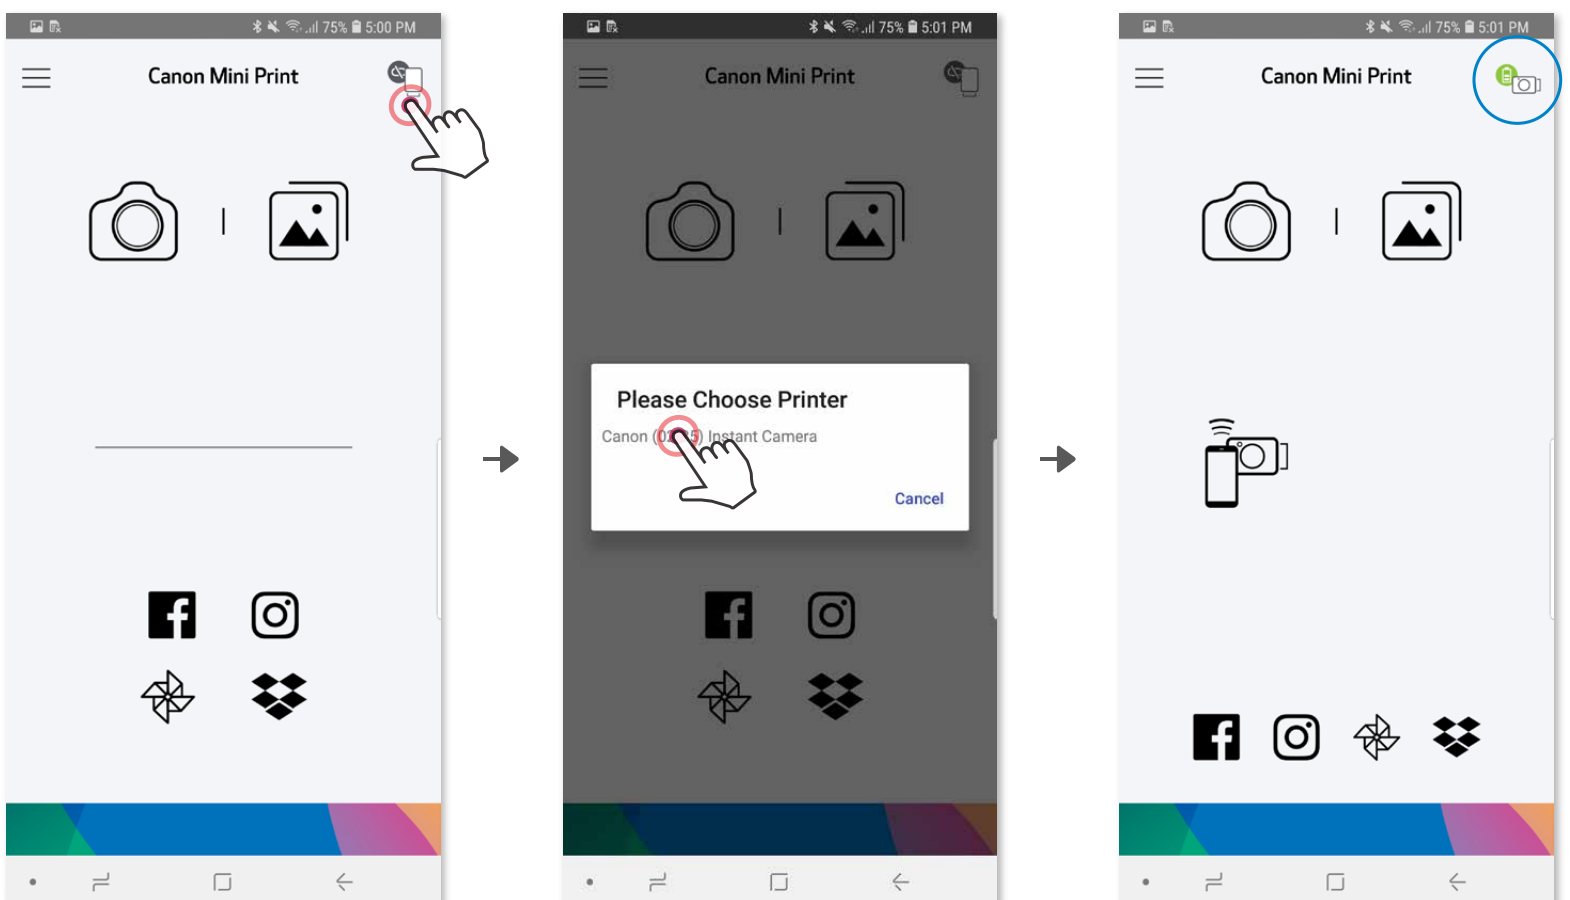 75% 5:00 PM
Canon Mini Print
75% 5:01 PM
Canon Mini Print
Please Choose Printer
Canon ( ) Instant Camera
Cancel
75% 5:01 PM
Canon Mini Print